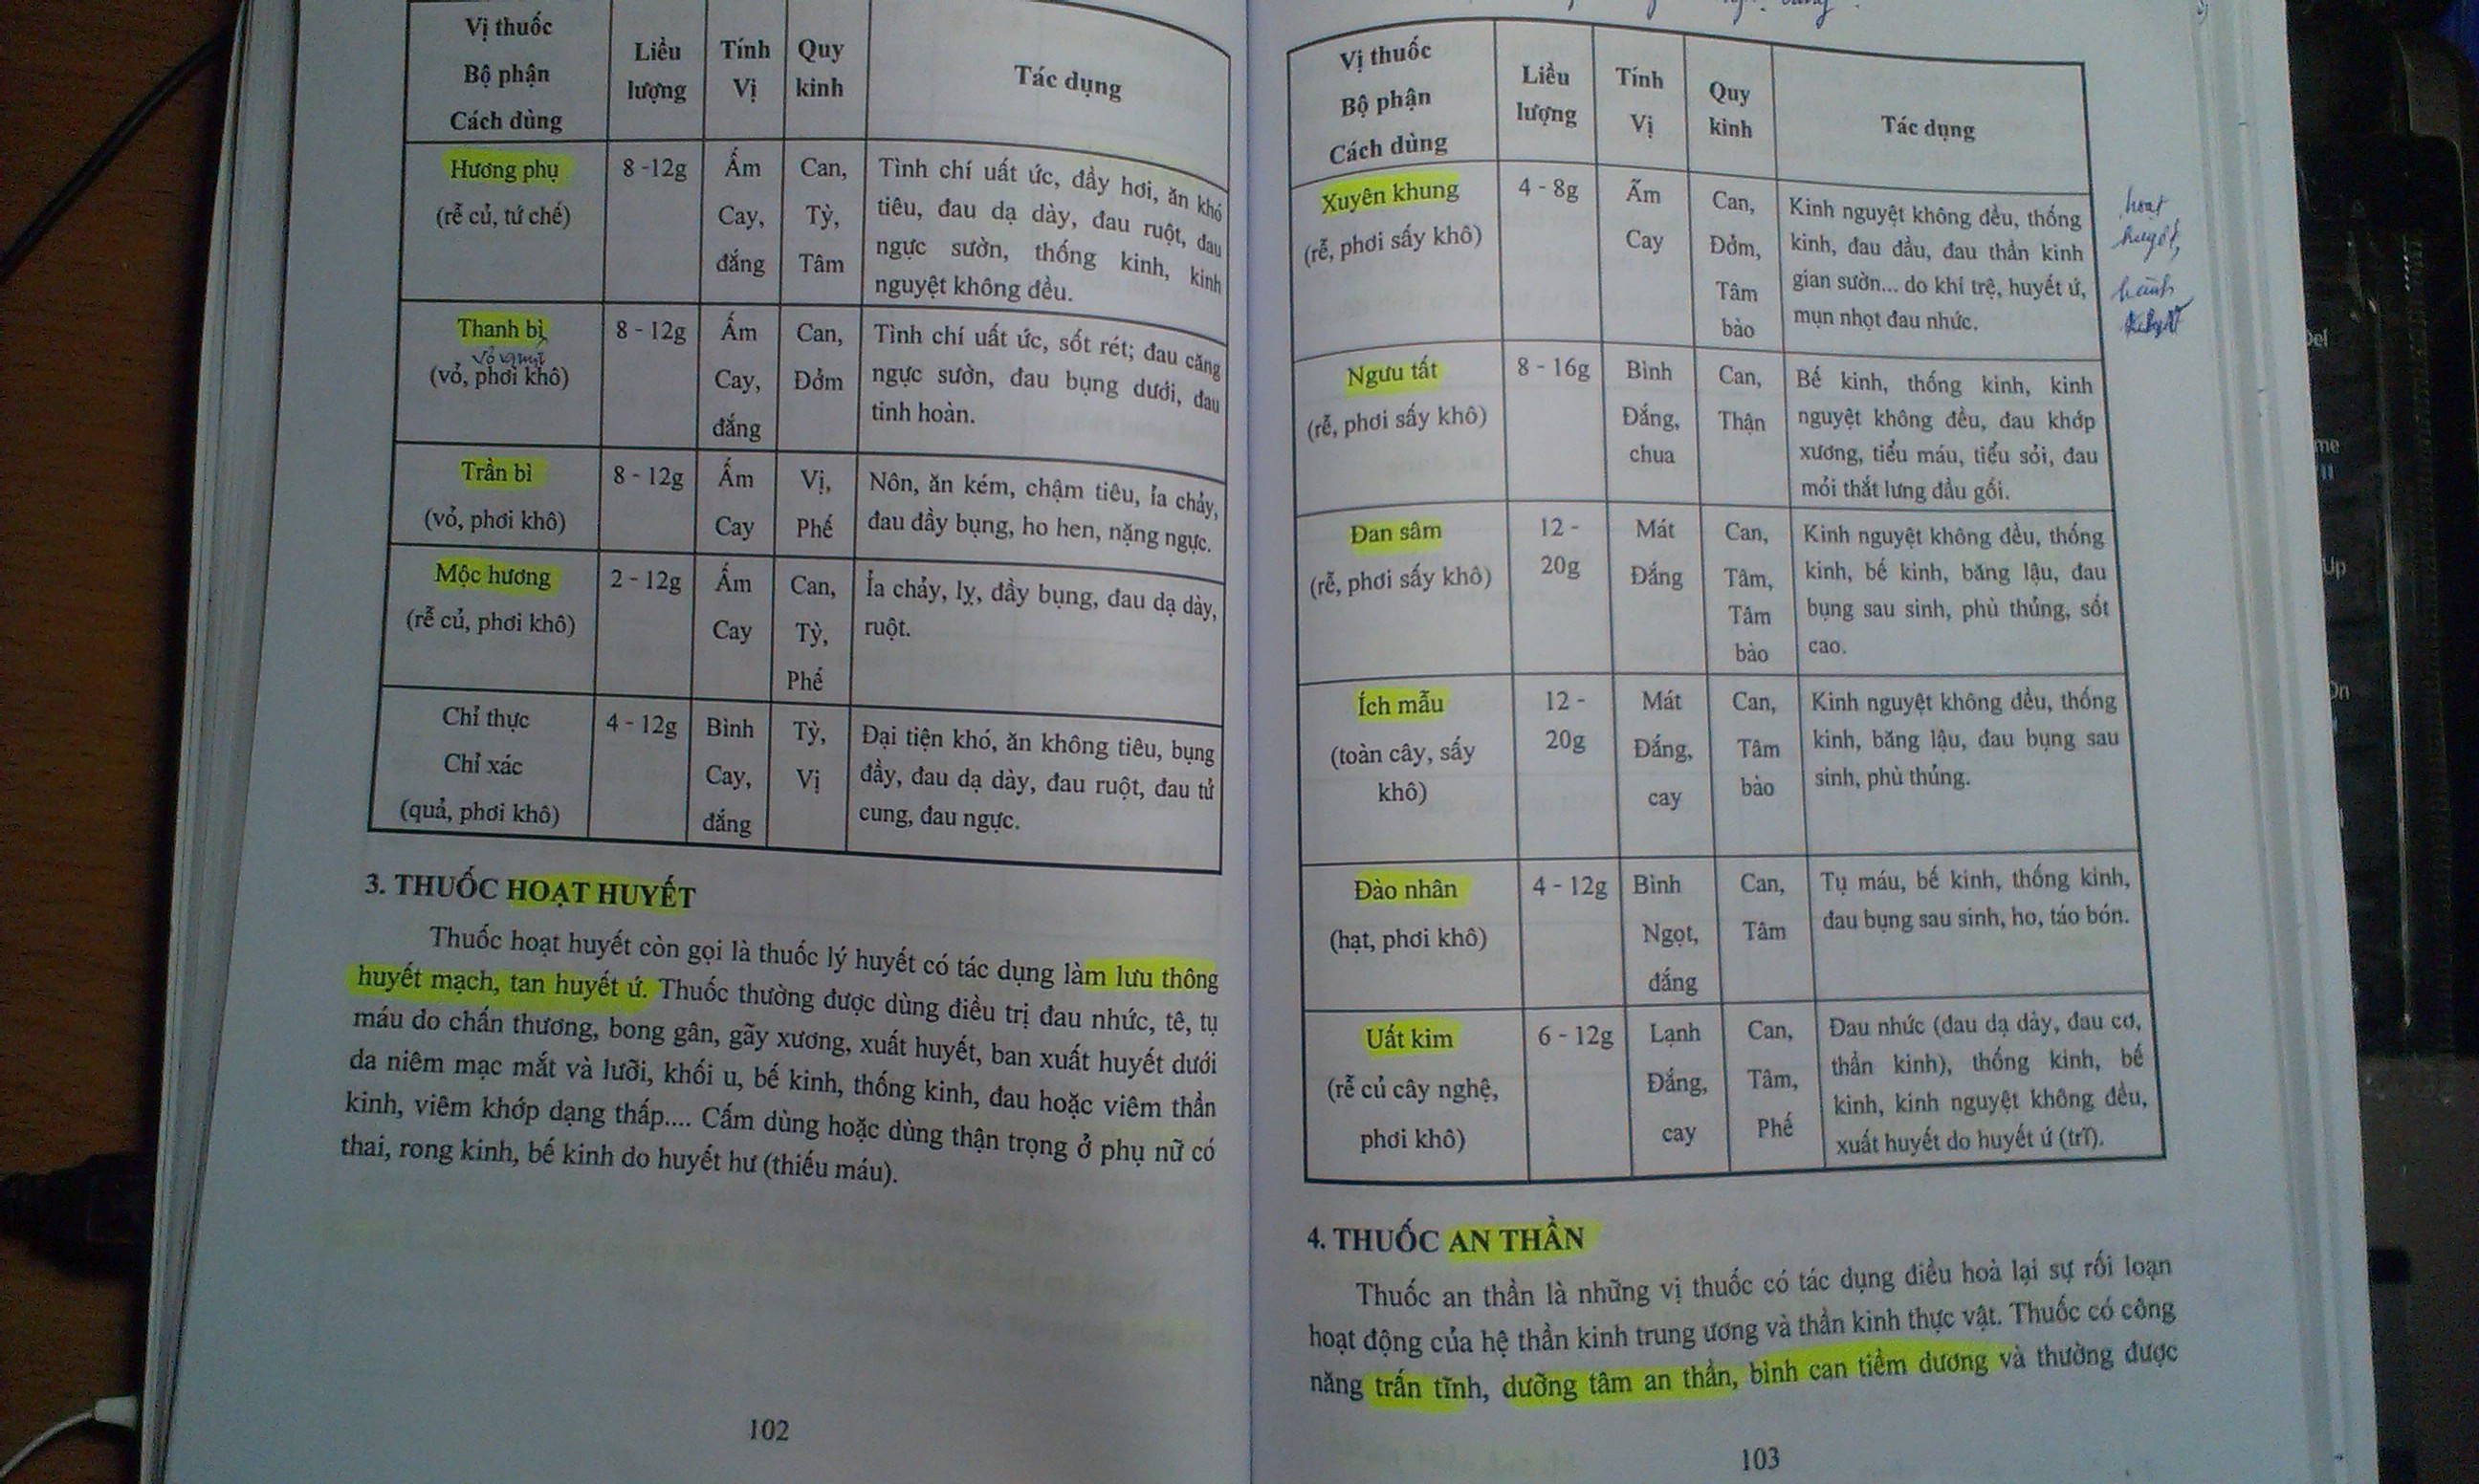 Vị thuốc
Bộ phận
Cách dùng
Liều
lượng
Tính
Vị
Quy
kinh
Tác dụng
Hương phụ
(rễ củ, tứ chế)
8 -12g
Ấm
Cay,
đắng
Can,
Tỳ,
Tâm
Tình chí uất ức, đầy hơi, ăn khó
tiêu, đau dạ dày, đau ruột, đau
ngực sườn, thống kinh, kinh
nguyệt không đều.
Thanh bì
vỏ quýt
(vỏ, phơi khô)
8 - 12g
Ấm
Cay,
đắng
Can,
Đởm
Tình chí uất ức, sốt rét; đau căng
ngực sườn, đau bụng dưới, đau
tinh hoàn.
Trần bì
(vỏ, phơi khô)
8 - 12g
Ấm
Cay
Vị,
Phế
Nôn, ăn kém, chậm tiêu, ỉa chảy,
đau đầy bụng, ho hen, nặng ngực.
Mộc hương
(rễ củ, phơi khô)
2 - 12g
Ấm
Cay
Can,
Tỳ,
Phế
Ỉa chảy, lỵ, đầy bụng, đau dạ dày,
ruột.
Chỉ thực
Chỉ xác
(quả, phơi khô)
4 - 12g
Bình
Cay,
đắng
Tỳ,
Vị
Đại tiện khó, ăn không tiêu, bụng
đầy, đau dạ dày, đau ruột, đau tử
cung, đau ngực.
3. THUỐC HOẠT HUYẾT
Thuốc hoạt huyết còn gọi là thuốc lý huyết có tác dụng làm lưu thông
huyết mạch, tan huyết ứ. Thuốc thường được dùng điều trị đau nhức, tê, tụ
máu do chấn thương, bong gân, gãy xương, xuất huyết, ban xuất huyết dưới
da niêm mạc mắt và lưỡi, khối u, bế kinh, thống kinh, đau hoặc viêm thần
kinh, viêm khớp dạng thấp.... Cấm dùng hoặc dùng thận trọng ở phụ nữ có
thai, rong kinh, bế kinh do huyết hư (thiếu máu).
102
Vị thuốc
Bộ phận
Cách dùng
Liều
lượng
Tính
Vị
Quy
kinh
Tác dụng
Xuyên khung
(rễ, phơi sấy khô)
4 - 8g
Ấm
Cay
Can,
Đởm,
Tâm
bào
Kinh nguyệt không đều, thống
kinh, đau đầu, đau thần kinh
gian sườn... do khí trệ, huyết ứ,
mụn nhọt đau nhức.
hoạt
huyết,
hành
Ngưu tất
(rễ, phơi sấy khô)
8 - 16g
Bình
Đắng,
chua
Can,
Thận
Bế kinh, thống kinh, kinh
nguyệt không đều, đau khớp
xương, tiểu máu, tiểu sỏi, đau
mỏi thắt lưng đầu gối.
Đan sâm
(rễ, phơi sấy khô)
12 -
20g
Mát
Đắng
Can,
Tâm,
Tâm
bào
Kinh nguyệt không đều, thống
kinh, bế kinh, băng lậu, đau
bụng sau sinh, phù thủng, sốt
cao.
Ích mẫu
(toàn cây, sấy
khô)
12 -
20g
Mát
Đắng,
cay
Can,
Tâm
bào
Kinh nguyệt không đều, thống
kinh, băng lậu, đau bụng sau
sinh, phù thủng.
Đào nhân
(hạt, phơi khô)
4 - 12g
Bình
Ngọt,
đắng
Can,
Tâm
Tụ máu, bế kinh, thống kinh,
đau bụng sau sinh, ho, táo bón.
Uất kim
(rễ củ cây nghệ,
phơi khô)
6 - 12g
Lạnh
Đắng,
cay
Can,
Tâm,
Phế
Đau nhức (đau dạ dày, đau cơ,
thần kinh), thống kinh, bế
kinh, kinh nguyệt không đều,
xuất huyết do huyết ứ (trĩ).
4. THUỐC AN THẦN
Thuốc an thần là những vị thuốc có tác dụng điều hoà lại sự rối loạn
hoạt động của hệ thần kinh trung ương và thần kinh thực vật. Thuốc có công
năng trấn tĩnh, dưỡng tâm an thần, bình can tiềm dương và thường được
103